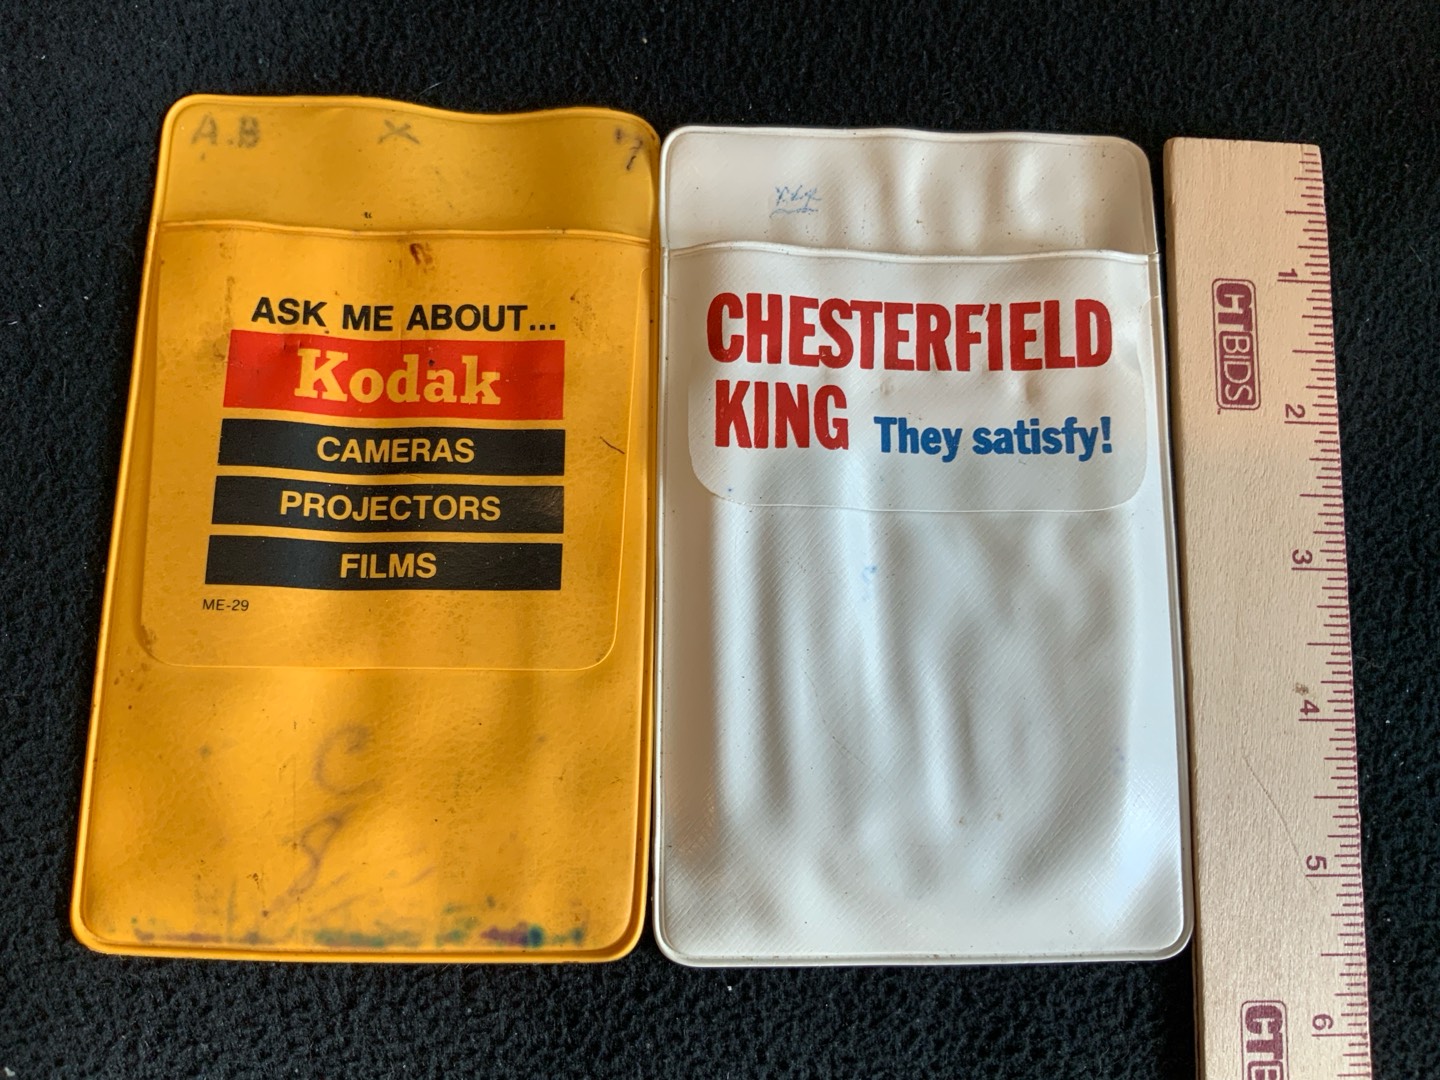 A.B X 7
ASK ME ABOUT...
Kodak
CAMERAS
PROJECTORS
FILMS
ME-29
C
CHESTERFIELD
KING They satisfy!
1
CTBIDS
2
3
4
5
6